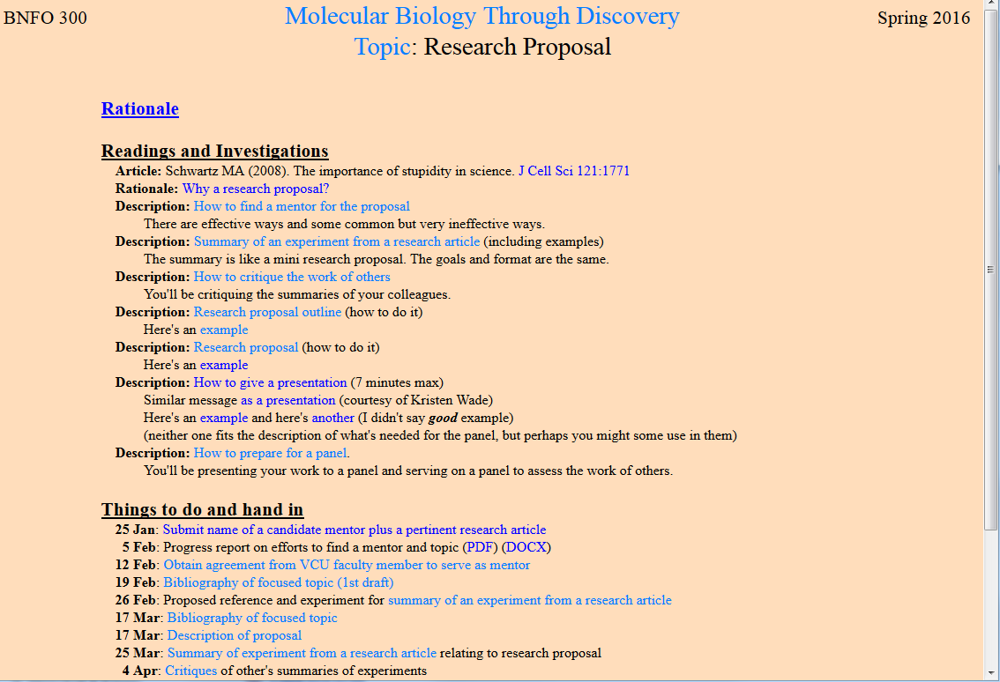 BNFO 300 Molecular Biology Through Discovery Spring 2016
Topic: Research Proposal
Rationale
Readings and Investigations
Article: Schwartz MA (2008). The importance of stupidity in science. J Cell Sci 121:1771
Rationale: Why a research proposal?
Description: How to find a mentor for the proposal
There are effective ways and some common but very ineffective ways.
Description: Summary of an experiment from a research article (including examples)
The summary is like a mini research proposal. The goals and format are the same.
Description: How to critique the work of others
You'll be critiquing the summaries of your colleagues.
Description: Research proposal outline (how to do it)
Here's an example
Description: Research proposal (how to do it)
Here's an example
Description: How to give a presentation (7 minutes max)
Similar message as a presentation (courtesy of Kristen Wade)
Here's an example and here's another (I didn't say good example)
(neither one fits the description of what's needed for the panel, but perhaps you might some use in them)
Description: How to prepare for a panel.
You'll be presenting your work to a panel and serving on a panel to assess the work of others.
Things to do and hand in
25 Jan: Submit name of a candidate mentor plus a pertinent research article
5 Feb: Progress report on efforts to find a mentor and topic (PDF) (DOCX)
12 Feb: Obtain agreement from VCU faculty member to serve as mentor
19 Feb: Bibliography of focused topic (1st draft)
26 Feb: Proposed reference and experiment for summary of an experiment from a research article
17 Mar: Bibliography of focused topic
17 Mar: Description of proposal
25 Mar: Summary of experiment from a research article relating to research proposal
4 Apr: Critiques of other's summaries of experiments